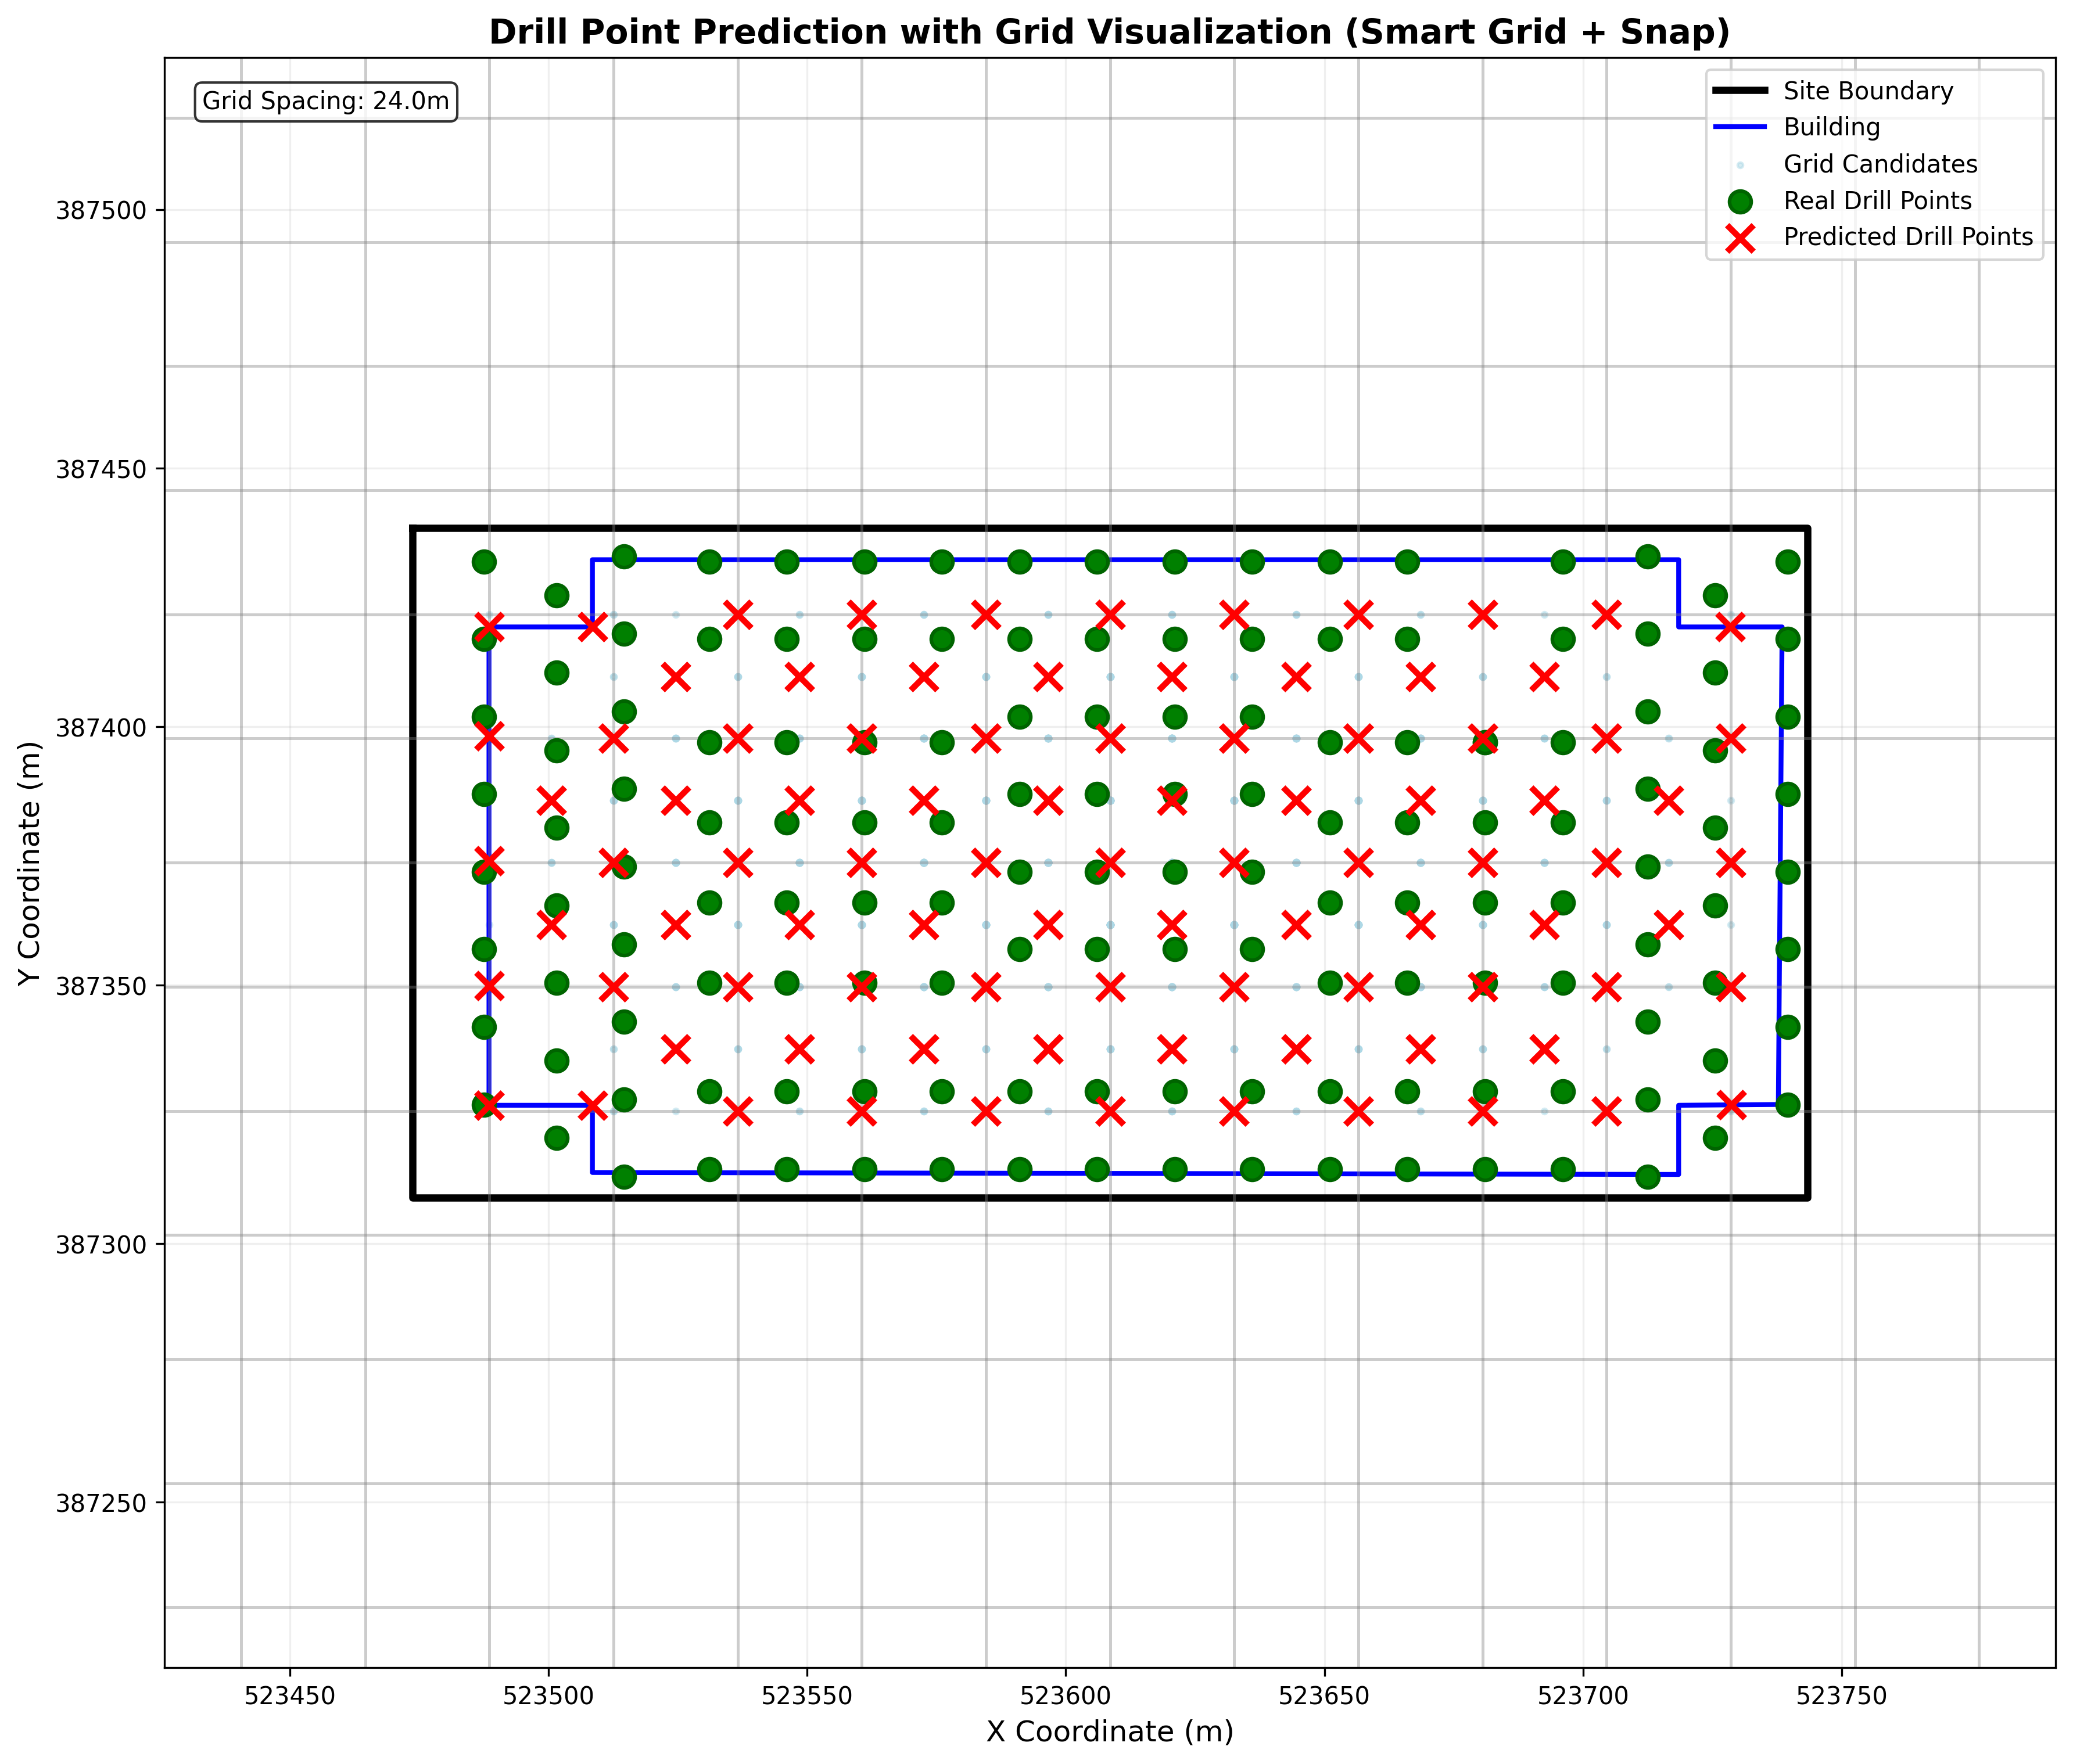 Drill Point Prediction with Grid Visualization (Smart Grid + Snap)
Grid Spacing: 24.0m
Site Boundary
Building
Grid Candidates
Real Drill Points
Predicted Drill Points
Y Coordinate (m)
387500
387450
387400
387350
387300
387250
523450 523500 523550 523600 523650 523700 523750
X Coordinate (m)